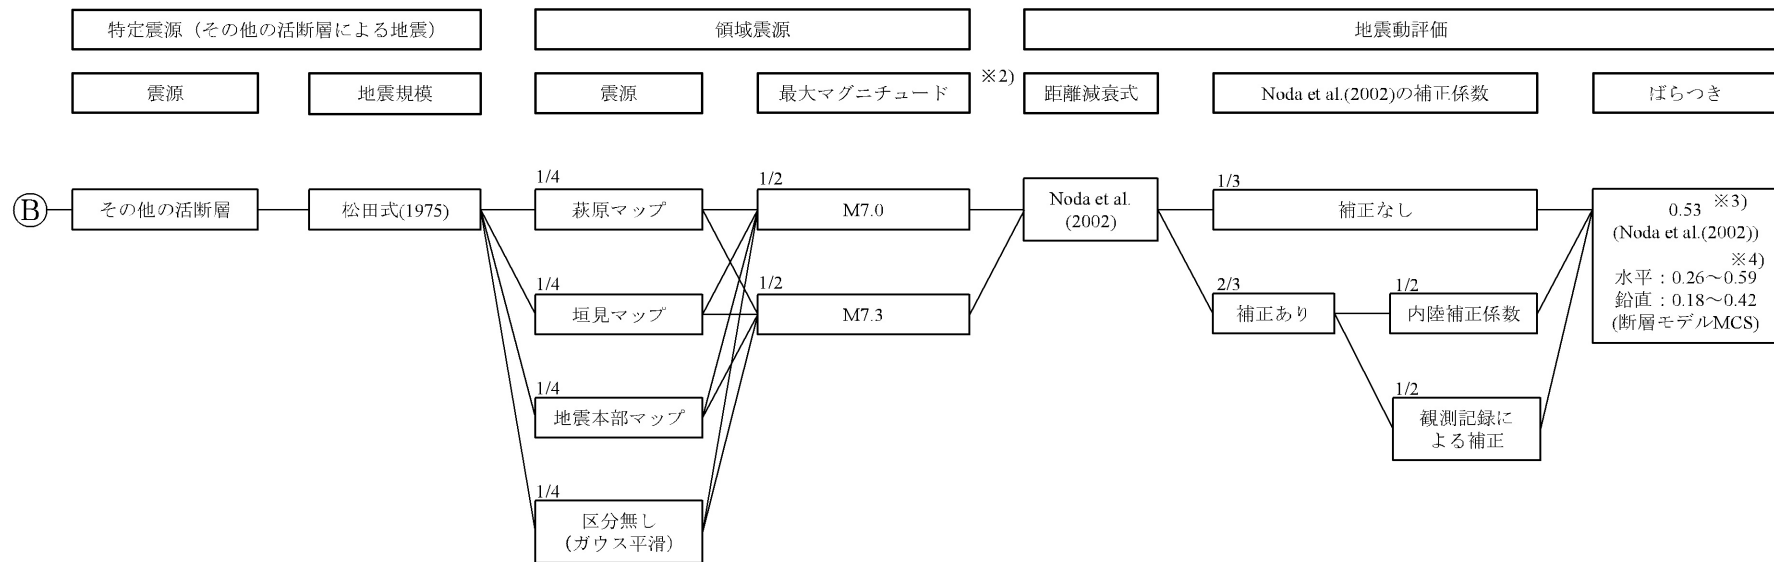 特定震源（その他の活断層による地震）
領域震源
地震動評価
震源
地震規模
震源
最大マグニチュード
※2)
距離減衰式
Noda et al.(2002)の補正係数
ばらつき
B
その他の活断層
松田式(1975)
1/4
萩原マップ
1/4
垣見マップ
1/4
地震本部マップ
1/4
区分無し
（ガウス平滑）
1/2
M7.0
1/2
M7.3
Noda et al.
(2002)
1/3
補正なし
2/3
補正あり
1/2
内陸補正係数
1/2
観測記録に
よる補正
0.53 ※3)
(Noda et al.(2002))
※4)
水平：0.26～0.59
鉛直：0.18～0.42
(断層モデルMCS)